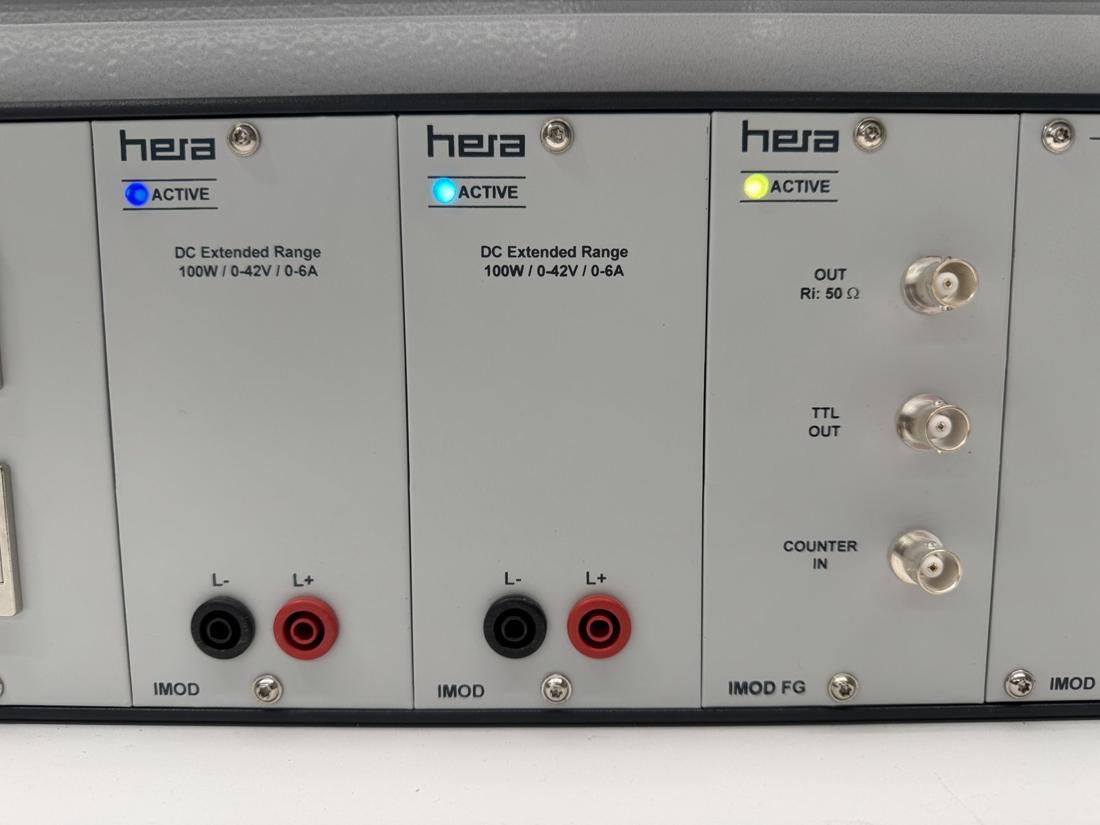 hera
ACTIVE
DC Extended Range
100W / 0-42V / 0-6A
L-
L+
IMOD
hera
ACTIVE
DC Extended Range
100W / 0-42V / 0-6A
L-
L+
IMOD
hera
ACTIVE
OUT
Ri: 50 Ω
TTL
OUT
COUNTER
IN
IMOD FG
IMOD